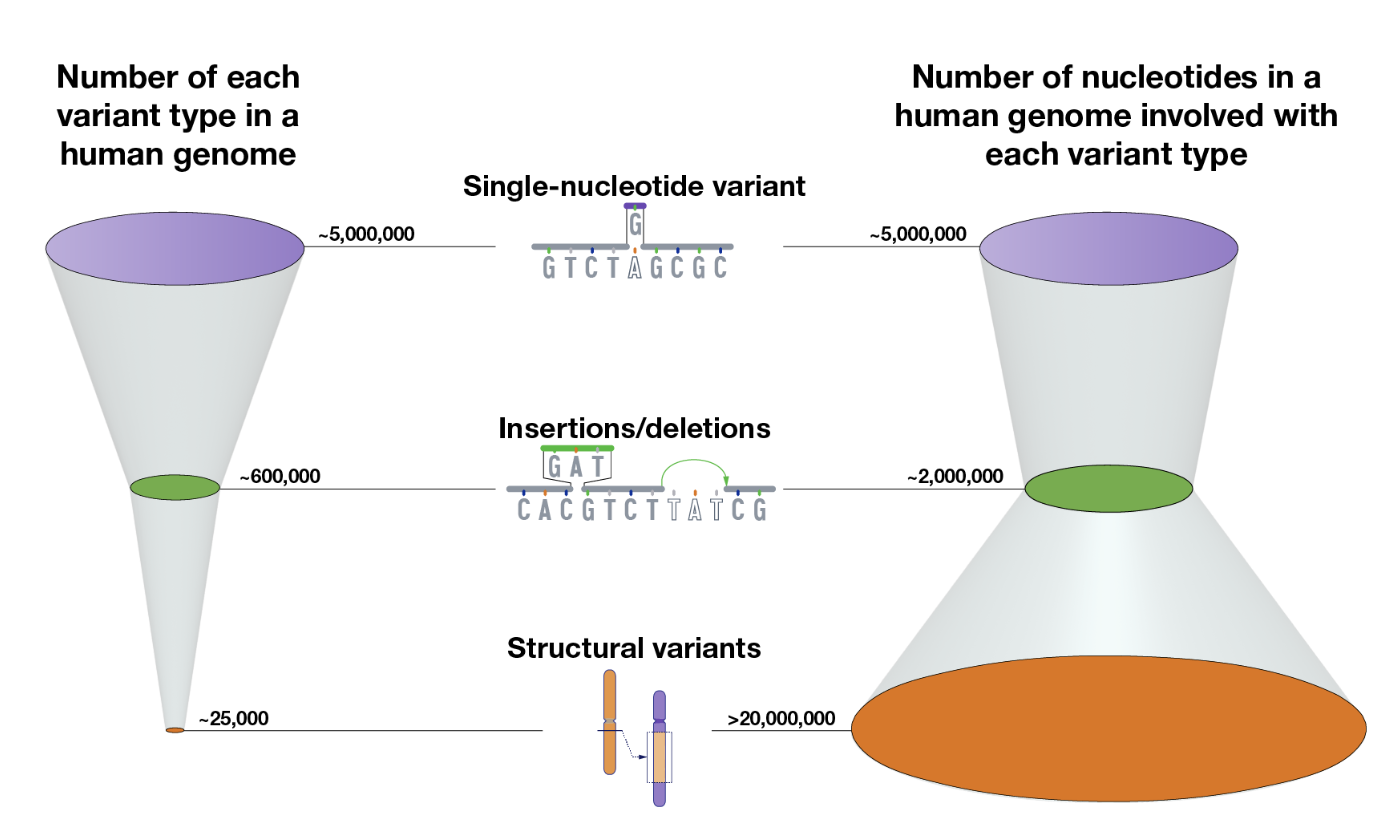 Number of each
variant type in a
human genome
Number of nucleotides in a
human genome involved with
each variant type
Single-nucleotide variant
~5,000,000
~5,000,000
G
GTCTAGCGC
Insertions/deletions
GAT
~600,000
~2,000,000
CACGTCTTATCG
Structural variants
~25,000
>20,000,000